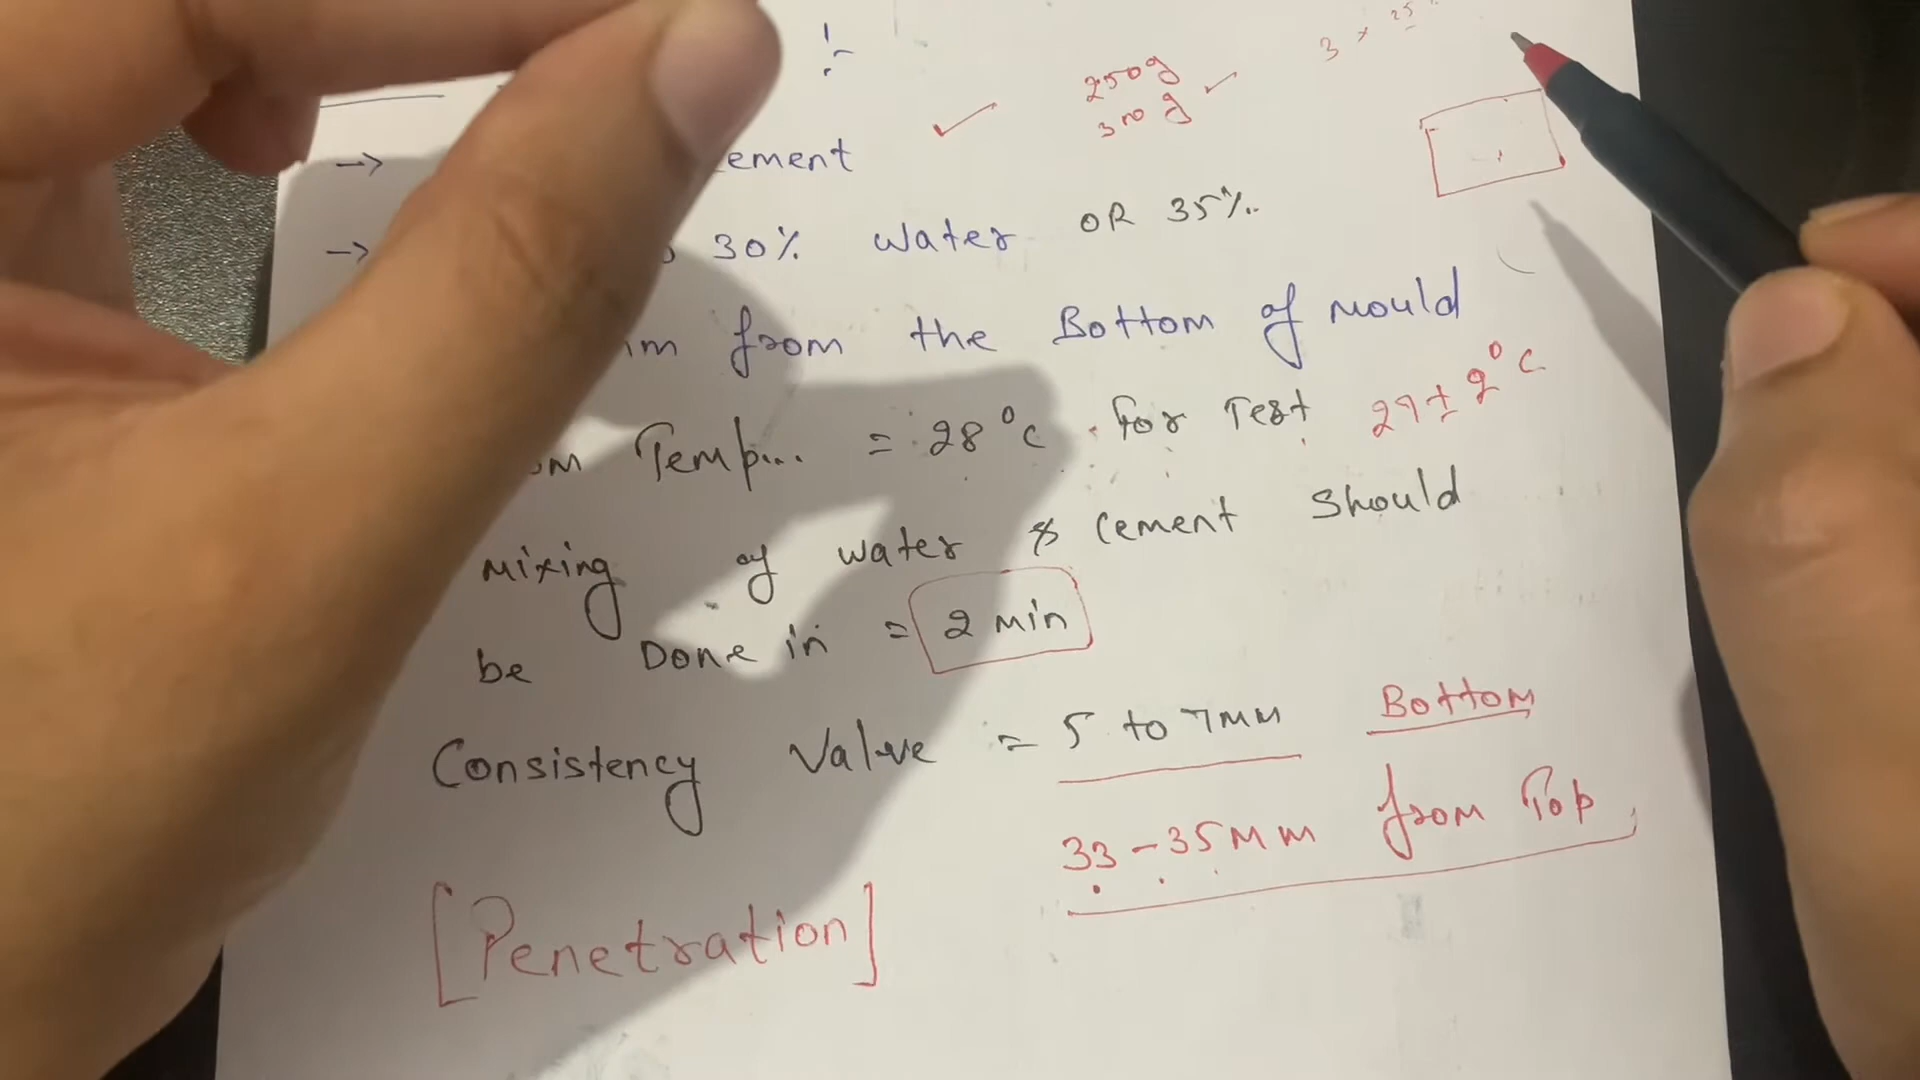 :-
250g
300g
3 × 25
→ ement
→ 30% water OR 35%.
from the Bottom of Mould
Temp... = 28°C For Test 27±2°C
Mixing of water & cement should
be Done in = 2 Min
Consistency Value = 5 to 7MM Bottom
33-35MM from Top
[Penetration]